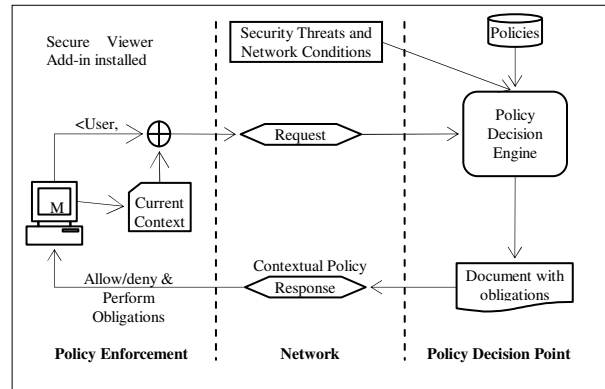 Secure Viewer
Add-in installed
Security Threats and
Network Conditions
Policies
<User,
Request
Policy
Decision
Engine
M
Current
Context
Allow/deny &
Perform
Obligations
Contextual Policy
Response
Document with
obligations
Policy Enforcement
Network
Policy Decision Point